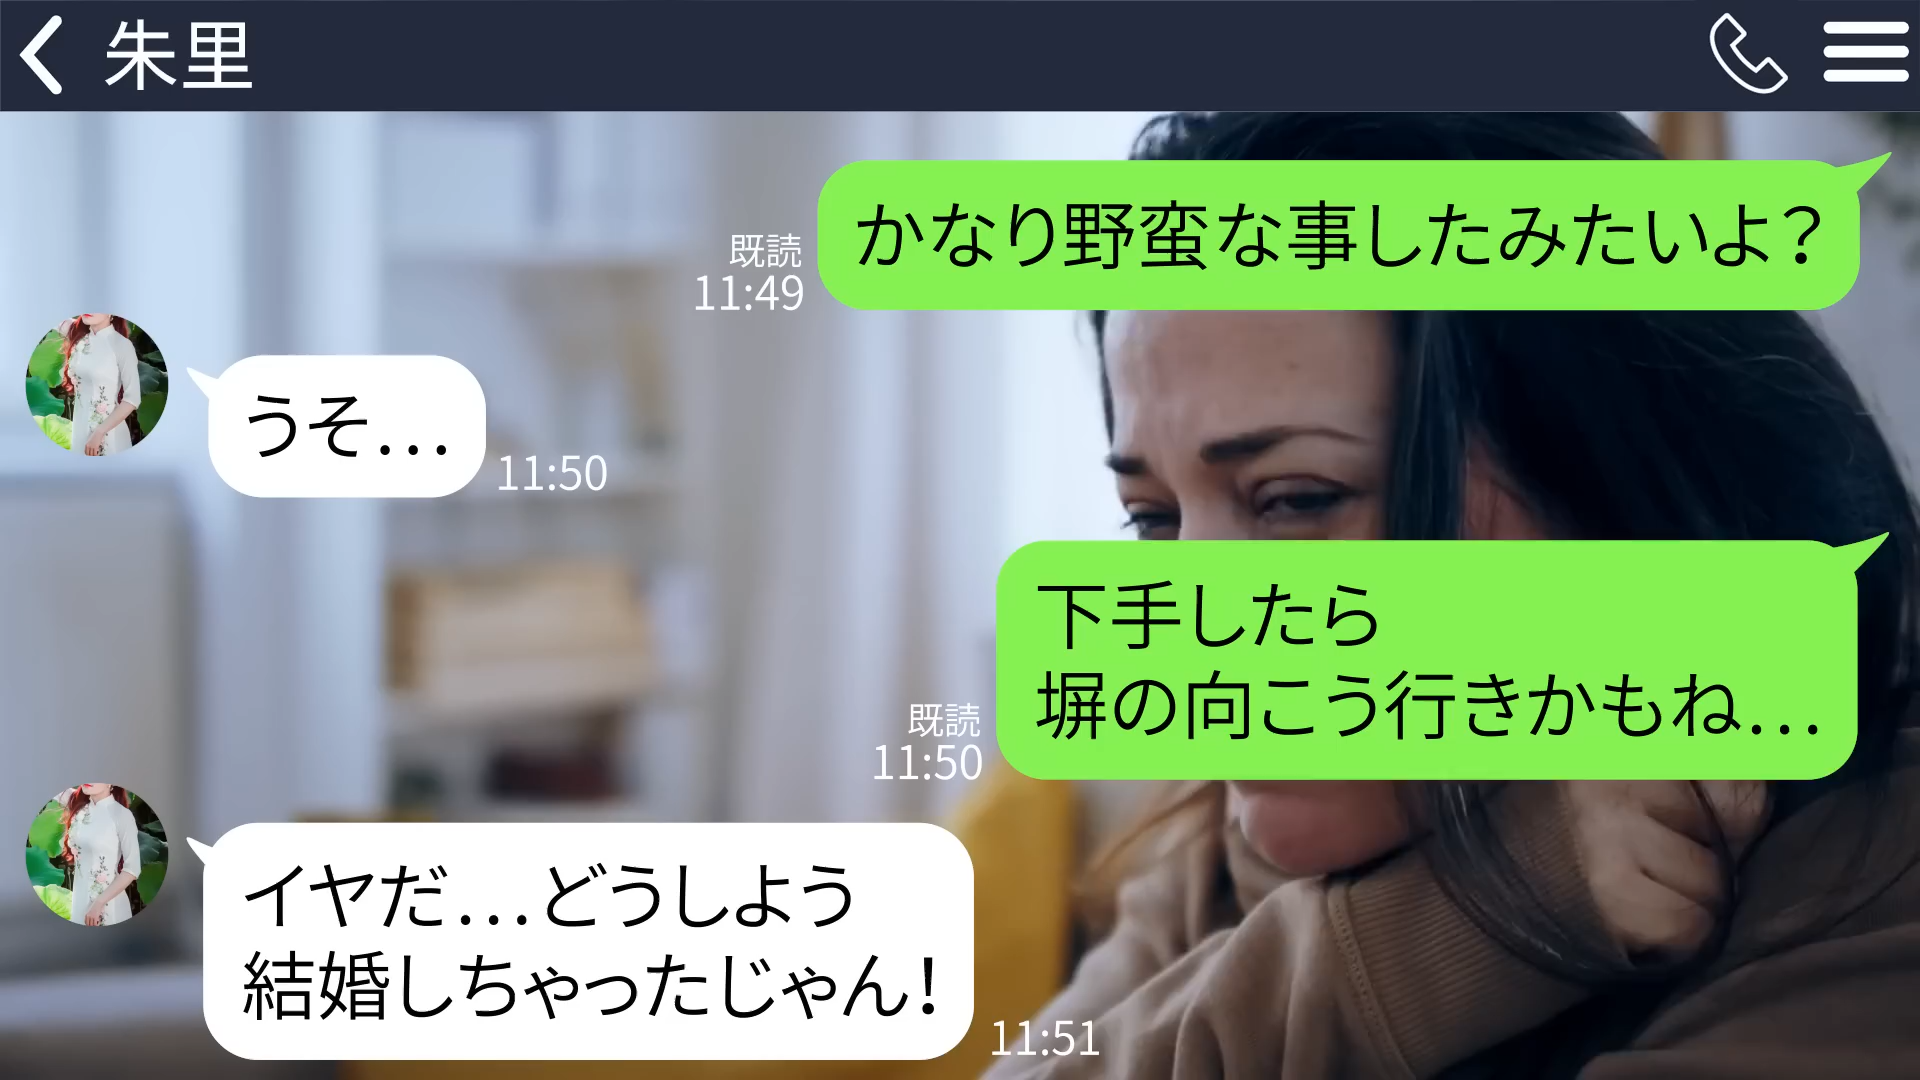 朱里
かなり野蛮な事したみたいよ？
既読
11:49
うそ…
11:50
下手したら
塀の向こう行きかもね…
既読
11:50
イヤだ…どうしよう
結婚しちゃったじゃん！
11:51